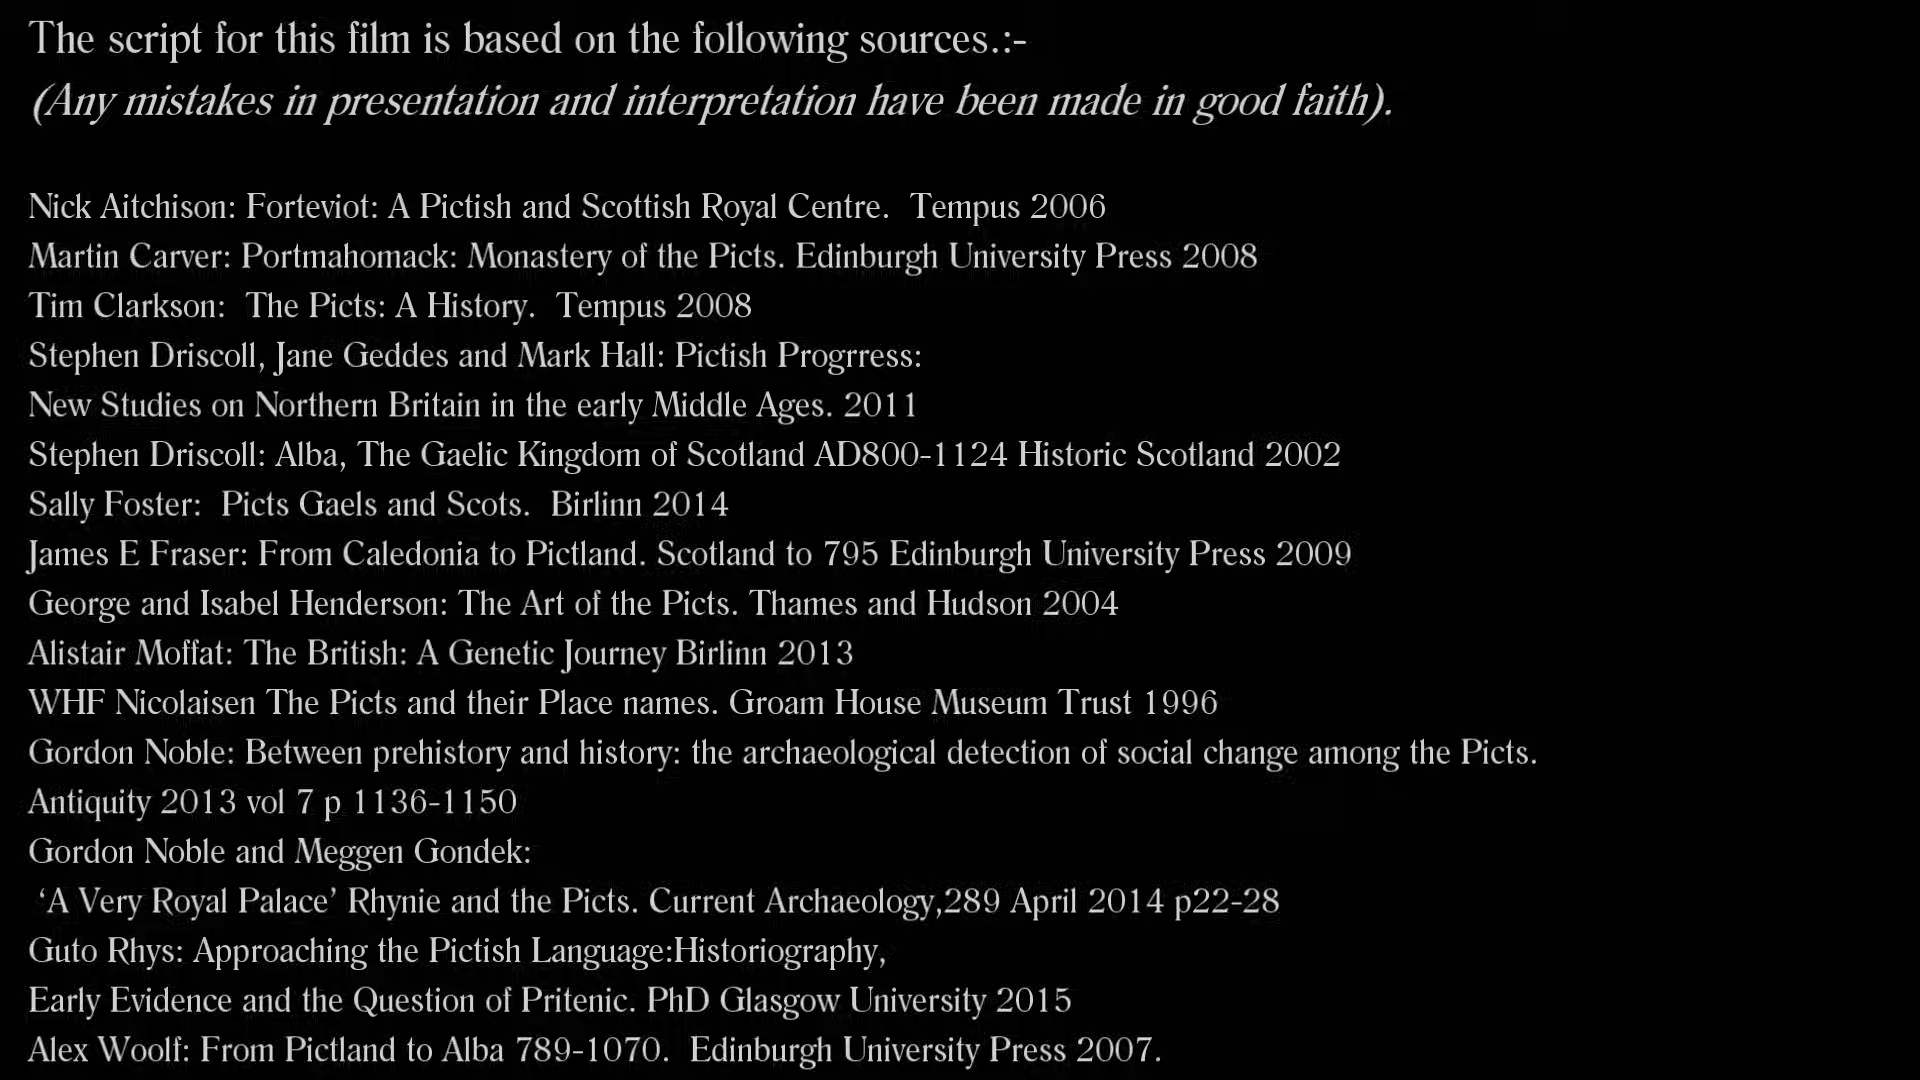 The script for this film is based on the following sources.:-
(Any mistakes in presentation and interpretation have been made in good faith).
Nick Aitchison: Forteviot: A Pictish and Scottish Royal Centre.  Tempus 2006
Martin Carver: Portmahomack: Monastery of the Picts. Edinburgh University Press 2008
Tim Clarkson:  The Picts: A History.  Tempus 2008
Stephen Driscoll, Jane Geddes and Mark Hall: Pictish Progrress:
New Studies on Northern Britain in the early Middle Ages. 2011
Stephen Driscoll: Alba, The Gaelic Kingdom of Scotland AD800-1124 Historic Scotland 2002
Sally Foster:  Picts Gaels and Scots.  Birlinn 2014
James E Fraser: From Caledonia to Pictland. Scotland to 795 Edinburgh University Press 2009
George and Isabel Henderson: The Art of the Picts. Thames and Hudson 2004
Alistair Moffat: The British: A Genetic Journey Birlinn 2013
WHF Nicolaisen The Picts and their Place names. Groam House Museum Trust 1996
Gordon Noble: Between prehistory and history: the archaeological detection of social change among the Picts.
Antiquity 2013 vol 7 p 1136-1150
Gordon Noble and Meggen Gondek:
‘A Very Royal Palace’ Rhynie and the Picts. Current Archaeology,289 April 2014 p22-28
Guto Rhys: Approaching the Pictish Language:Historiography,
Early Evidence and the Question of Pritenic. PhD Glasgow University 2015
Alex Woolf: From Pictland to Alba 789-1070.  Edinburgh University Press 2007.